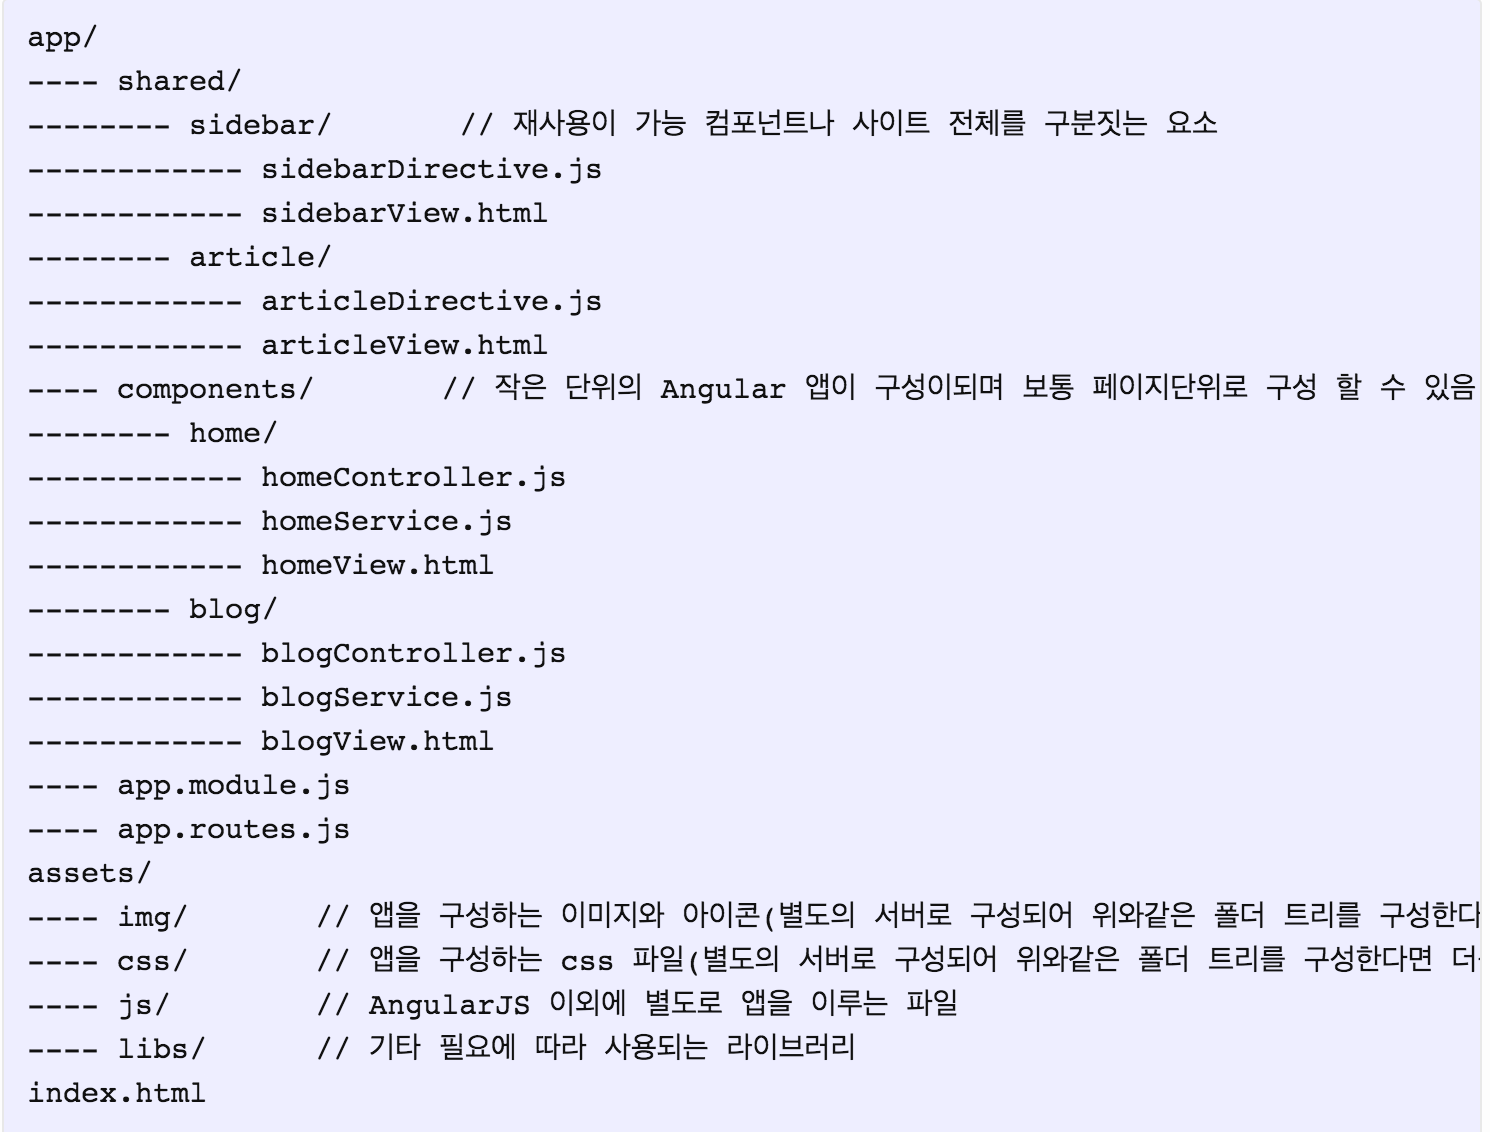 app/
---- shared/
-------- sidebar/ // 재사용이 가능 컴포넌트나 사이트 전체를 구분짓는 요소
------------ sidebarDirective.js
------------ sidebarView.html
-------- article/
------------ articleDirective.js
------------ articleView.html
---- components/ // 작은 단위의 Angular 앱이 구성이되며 보통 페이지단위로 구성 할 수 있음
-------- home/
------------ homeController.js
------------ homeService.js
------------ homeView.html
-------- blog/
------------ blogController.js
------------ blogService.js
------------ blogView.html
---- app.module.js
---- app.routes.js
assets/
---- img/ // 앱을 구성하는 이미지와 아이콘(별도의 서버로 구성되어 위와같은 폴더 트리를 구성한다
---- css/ // 앱을 구성하는 css 파일(별도의 서버로 구성되어 위와같은 폴더 트리를 구성한다면 더
---- js/ // AngularJS 이외에 별도로 앱을 이루는 파일
---- libs/ // 기타 필요에 따라 사용되는 라이브러리
index.html